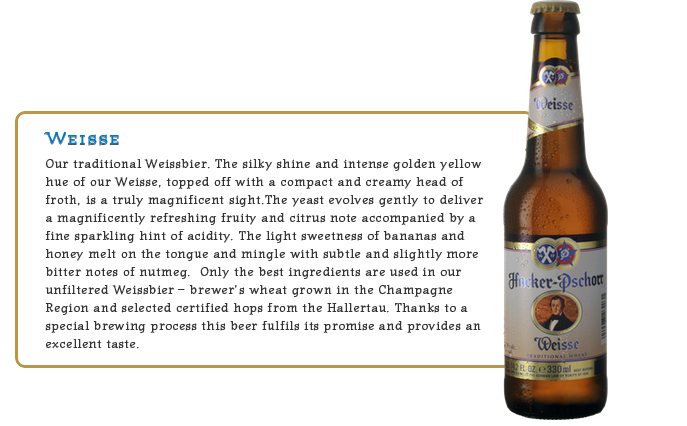 Weisse
Weisse
Our traditional Weissbier. The silky shine and intense golden yellow
hue of our Weisse, topped off with a compact and creamy head of
froth, is a truly magnificent sight.The yeast evolves gently to deliver
a magnificently refreshing fruity and citrus note accompanied by a
fine sparkling hint of acidity. The light sweetness of bananas and
honey melt on the tongue and mingle with subtle and slightly more
bitter notes of nutmeg. Only the best ingredients are used in our
unfiltered Weissbier – brewer's wheat grown in the Champagne
Region and selected certified hops from the Hallertau. Thanks to a
special brewing process this beer fulfils its promise and provides an
excellent taste.
Hacker-Pschorr
Weisse
TRADITIONAL WHEAT
FL. OZ. 330 ml